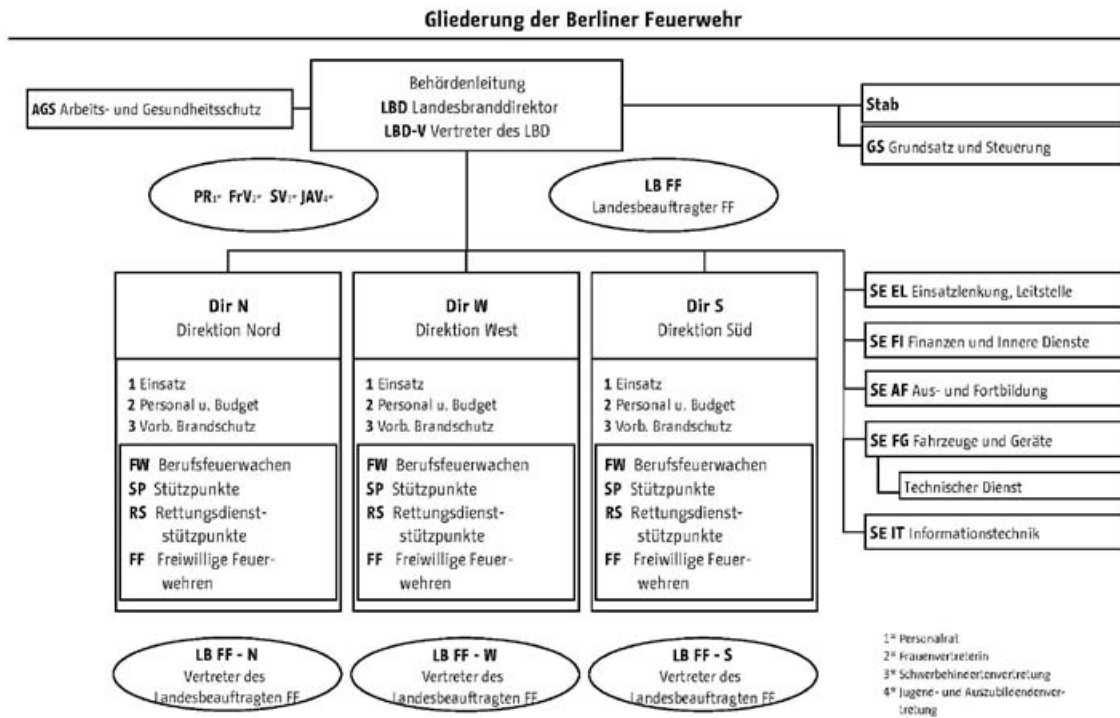 Gliederung der Berliner Feuerwehr
Behördenleitung
LBD Landesbranddirektor
LBD-V Vertreter des LBD
AGS Arbeits- und Gesundheitsschutz
Stab
GS Grundsatz und Steuerung
PR1* FrV2* SV3* JAV4*
LB FF
Landesbeauftragter FF
Dir N
Direktion Nord
1 Einsatz
2 Personal u. Budget
3 Vorb. Brandschutz
FW Berufsfeuerwachen
SP Stützpunkte
RS Rettungsdienst-
stützpunkte
FF Freiwillige Feuer-
wehren
Dir W
Direktion West
1 Einsatz
2 Personal u. Budget
3 Vorb. Brandschutz
FW Berufsfeuerwachen
SP Stützpunkte
RS Rettungsdienst-
stützpunkte
FF Freiwillige Feuer-
wehren
Dir S
Direktion Süd
1 Einsatz
2 Personal u. Budget
3 Vorb. Brandschutz
FW Berufsfeuerwachen
SP Stützpunkte
RS Rettungsdienst-
stützpunkte
FF Freiwillige Feuer-
wehren
SE EL Einsatzlenkung, Leitstelle
SE FI Finanzen und Innere Dienste
SE AF Aus- und Fortbildung
SE FG Fahrzeuge und Geräte
Technischer Dienst
SE IT Informationstechnik
LB FF - N
Vertreter des
Landesbeauftragten FF
LB FF - W
Vertreter des
Landesbeauftragten FF
LB FF - S
Vertreter des
Landesbeauftragten FF
1* Personalrat
2* Frauenvertreterin
3* Schwerbehindertenvertretung
4* Jugend- und Auszubildendenver-
tretung